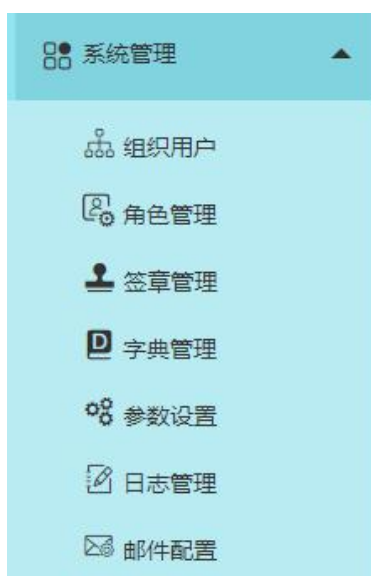 系统管理
组织用户
角色管理
签章管理
字典管理
参数设置
日志管理
邮件配置